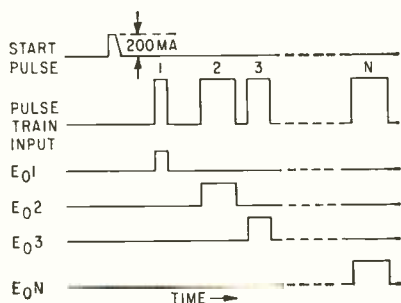 START
PULSE
200MA
1 2 3 N
PULSE
TRAIN
INPUT
E01
E02
E03
E0N
TIME